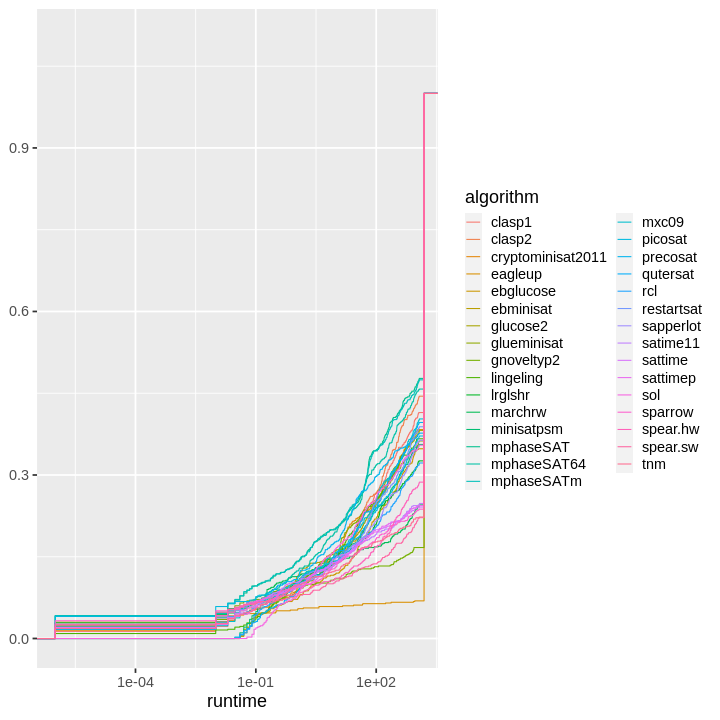 0.9
0.6
0.3
0.0
1e-04 1e-01 1e+02
runtime
algorithm
clasp1
clasp2
cryptominisat2011
eagleup
ebglucose
ebminisat
glucose2
glueminisat
gnoveltyp2
lingeling
lrglshr
marchrw
minisatpsm
mphaseSAT
mphaseSAT64
mphaseSATm
mxc09
picosat
precosat
qutersat
rcl
restartsat
sapperlot
satime11
sattime
sattimep
sol
sparrow
spear.hw
spear.sw
tnm